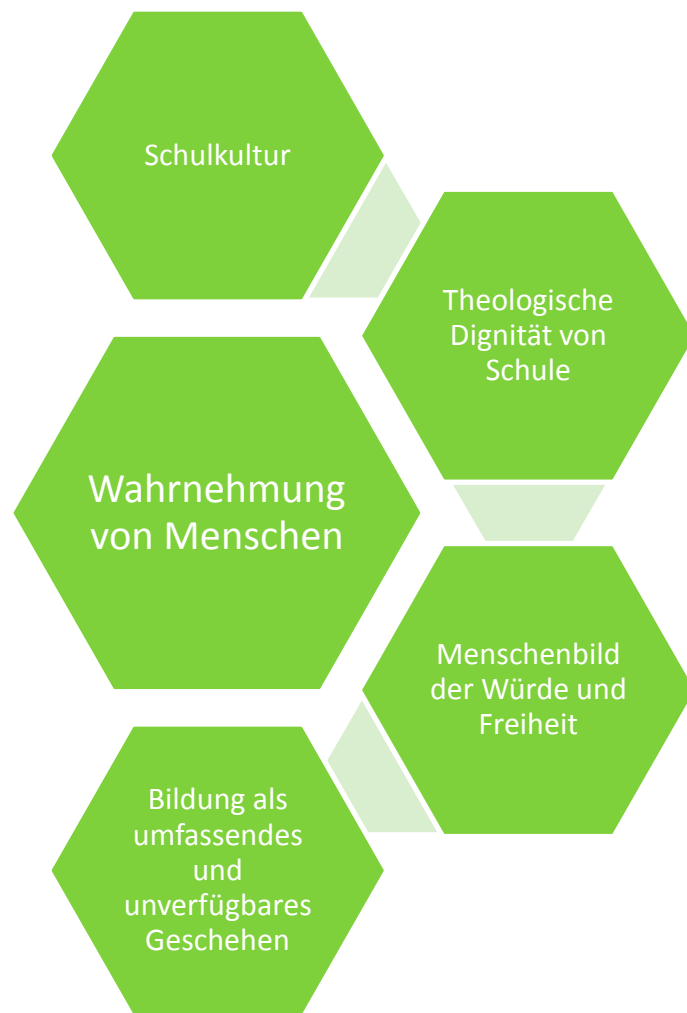 Schulkultur
Theologische
Dignität von
Schule
Wahrnehmung
von Menschen
Menschenbild
der Würde und
Freiheit
Bildung als
umfassendes
und
unverfügbares
Geschehen